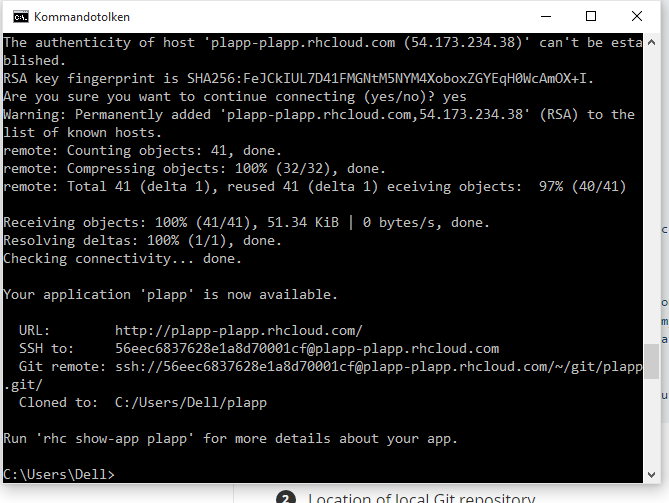 Kommandotolken
The authenticity of host 'plapp-plapp.rhcloud.com (54.173.234.38)' can't be esta
blished.
RSA key fingerprint is SHA256:FeJCkIUL7D41FMGNtM5NYM4XoboxZGYEqH0WcAmOX+I.
Are you sure you want to continue connecting (yes/no)? yes
Warning: Permanently added 'plapp-plapp.rhcloud.com,54.173.234.38' (RSA) to the
list of known hosts.
remote: Counting objects: 41, done.
remote: Compressing objects: 100% (32/32), done.
remote: Total 41 (delta 1), reused 41 (delta 1) eceiving objects:  97% (40/41)
Receiving objects: 100% (41/41), 51.34 KiB | 0 bytes/s, done.
Resolving deltas: 100% (1/1), done.
Checking connectivity... done.
Your application 'plapp' is now available.
URL: http://plapp-plapp.rhcloud.com/
SSH to: 56eec6837628e1a8d70001cf@plapp-plapp.rhcloud.com
Git remote: ssh://56eec6837628e1a8d70001cf@plapp-plapp.rhcloud.com/~/git/plapp
.git/
Cloned to: C:/Users/Dell/plapp
Run 'rhc show-app plapp' for more details about your app.
C:\Users\Dell>
2 Location of local Git repository